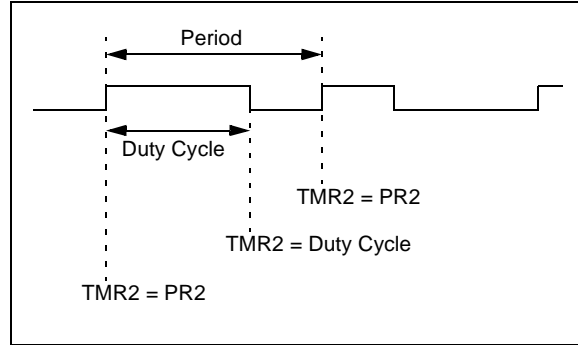 Period
Duty Cycle
TMR2 = PR2
TMR2 = Duty Cycle
TMR2 = PR2